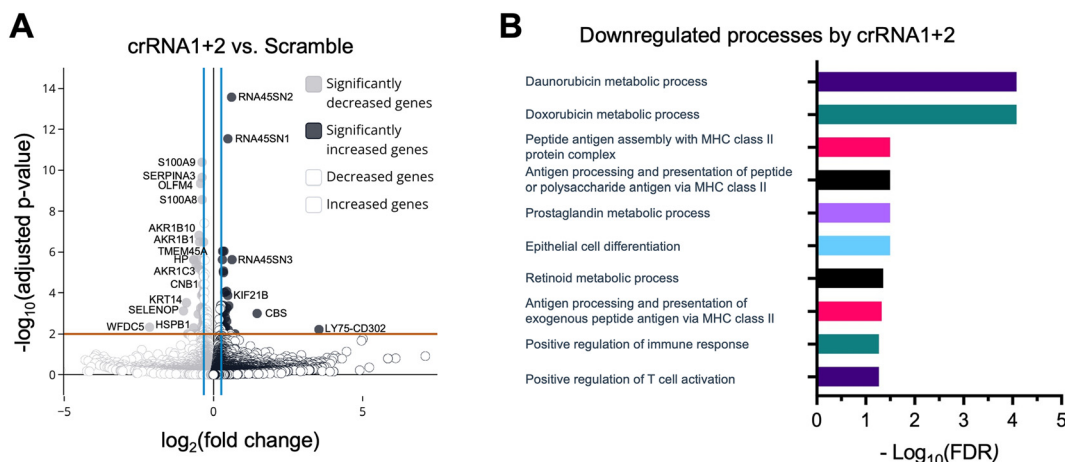 A
crRNA1+2 vs. Scramble
-log10(adjusted p-value)
14
12
10
8
6
4
2
0
-5
0
5
log2(fold change)
Significantly
decreased genes
Significantly
increased genes
Decreased genes
Increased genes
RNA45SN2
RNA45SN1
S100A9
SERPINA3
OLFM4
S100A8
AKR1B10
AKR1B1
TMEM45A
HP
AKR1C3
CNB1
KRT14
SELENOP
WFDC5
HSPB1
RNA45SN3
KIF21B
CBS
LY75-CD302
B
Downregulated processes by crRNA1+2
Daunorubicin metabolic process
Doxorubicin metabolic process
Peptide antigen assembly with MHC class II
protein complex
Antigen processing and presentation of peptide
or polysaccharide antigen via MHC class II
Prostaglandin metabolic process
Epithelial cell differentiation
Retinoid metabolic process
Antigen processing and presentation of
exogenous peptide antigen via MHC class II
Positive regulation of immune response
Positive regulation of T cell activation
0
1
2
3
4
5
- Log10(FDR)